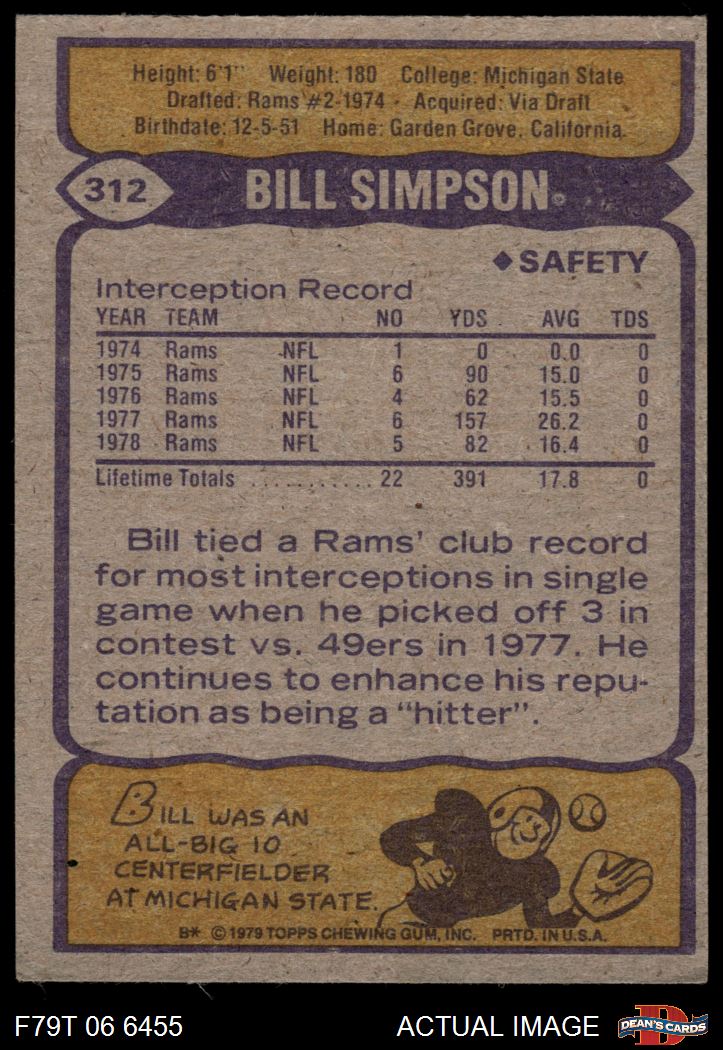 Height: 6'1" Weight: 180 College: Michigan State
Drafted: Rams #2-1974 - Acquired: Via Draft
Birthdate: 12-5-51 Home: Garden Grove, California
312
BILL SIMPSON
◆ SAFETY
Interception Record
YEAR TEAM NO YDS AVG TDS
1974 Rams NFL 1 0 0.0 0
1975 Rams NFL 6 90 15.0 0
1976 Rams NFL 4 62 15.5 0
1977 Rams NFL 6 157 26.2 0
1978 Rams NFL 5 82 16.4 0
Lifetime Totals ........... 22 391 17.8 0
Bill tied a Rams' club record
for most interceptions in single
game when he picked off 3 in
contest vs. 49ers in 1977. He
continues to enhance his repu-
tation as being a "hitter".
BILL WAS AN
ALL-BIG 10
CENTERFIELDER
AT MICHIGAN STATE.
B* © 1979 TOPPS CHEWING GUM, INC. PRTD. IN U.S.A.
F79T 06 6455
ACTUAL IMAGE
D
DEAN'S CARDS